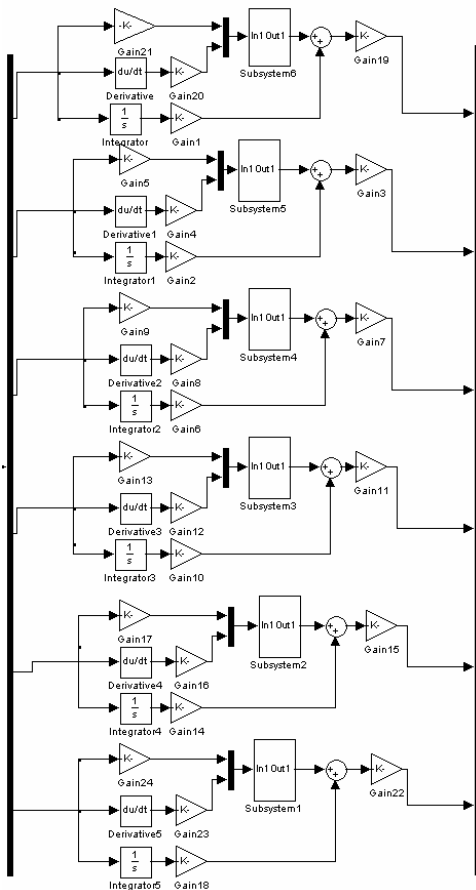 -K-
Gain21
In1 Out1
Subsystem6
K-
Gain19
du/dt
Derivative
K-
Gain20
1
s
Integrator
K-
Gain1
K-
Gain5
In1 Out1
Subsystem5
K-
Gain3
du/dt
Derivative1
K-
Gain4
1
s
Integrator1
K-
Gain2
K-
Gain9
In1 Out1
Subsystem4
K-
Gain7
du/dt
Derivative2
K-
Gain8
1
s
Integrator2
K-
Gain6
K-
Gain13
In1 Out1
Subsystem3
K-
Gain11
du/dt
Derivative3
K-
Gain12
1
s
Integrator3
K-
Gain10
K-
Gain17
In1 Out1
Subsystem2
K-
Gain15
du/dt
Derivative4
K-
Gain16
1
s
Integrator4
K-
Gain14
K-
Gain24
In1 Out1
Subsystem1
K-
Gain22
du/dt
Derivative5
K-
Gain23
1
s
Integrator5
K-
Gain18